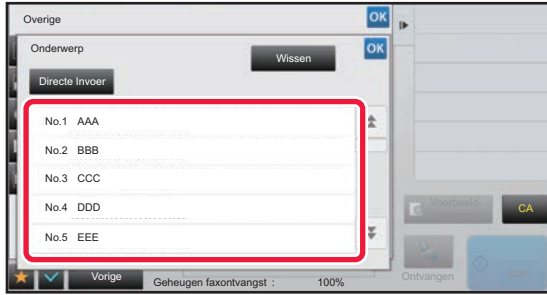 Overige
OK
Onderwerp
Wissen
OK
Directe Invoer
No.1 AAA
No.2 BBB
No.3 CCC
No.4 DDD
No.5 EEE
Voorbeeld-
CA
Vorige
Geheugen faxontvangst : 100%
Ontvangen